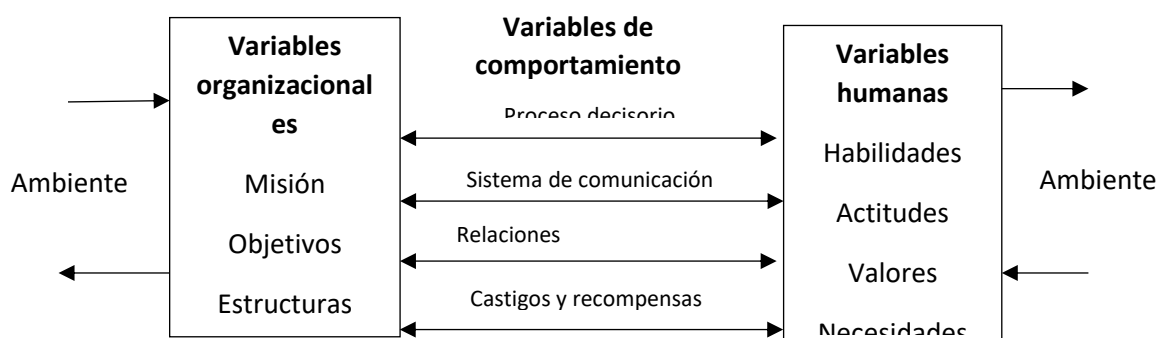 Variables
organizacional
es
Misión
Objetivos
Estructuras
Variables de
comportamiento
Proceso decisorio
Sistema de comunicación
Relaciones
Castigos y recompensas
Variables
humanas
Habilidades
Actitudes
Valores
Necesidades
Ambiente
Ambiente